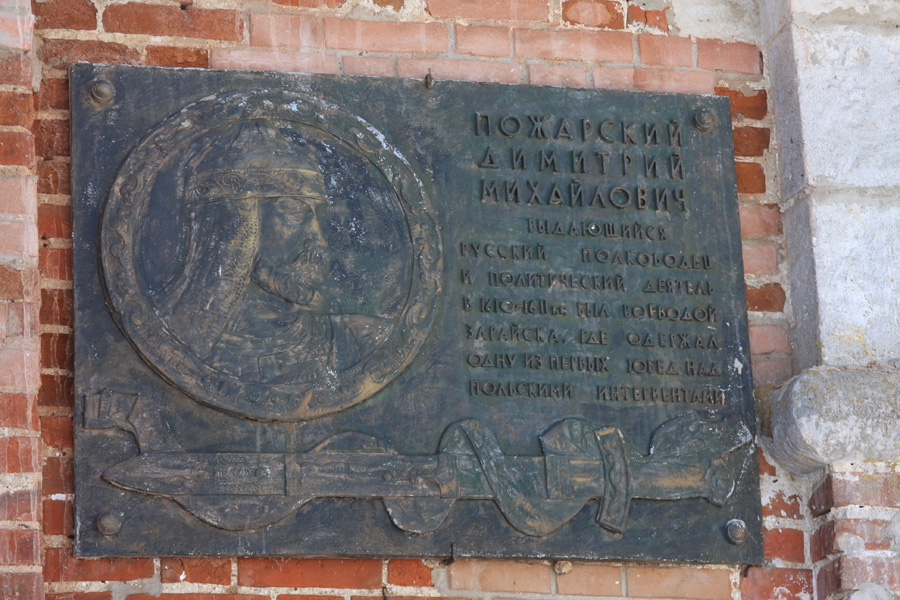 ПОЖАРСКИЙ
ДИМИТРИЙ
МИХАЙЛОВИЧ
ВЫДАЮЩИЙСЯ
РУССКИЙ ПОЛКОВОДЕЦ
И ПОЛИТИЧЕСКИЙ ДЕЯТЕЛЬ
В 1610-1611 гг. БЫЛ ВОЕВОДОЙ
ЗАРАЙСКА, ГДЕ ОДЕРЖАЛ
ОДНУ ИЗ ПЕРВЫХ ПОБЕД НАД
ПОЛЬСКИМИ ИНТЕРВЕНТАМИ